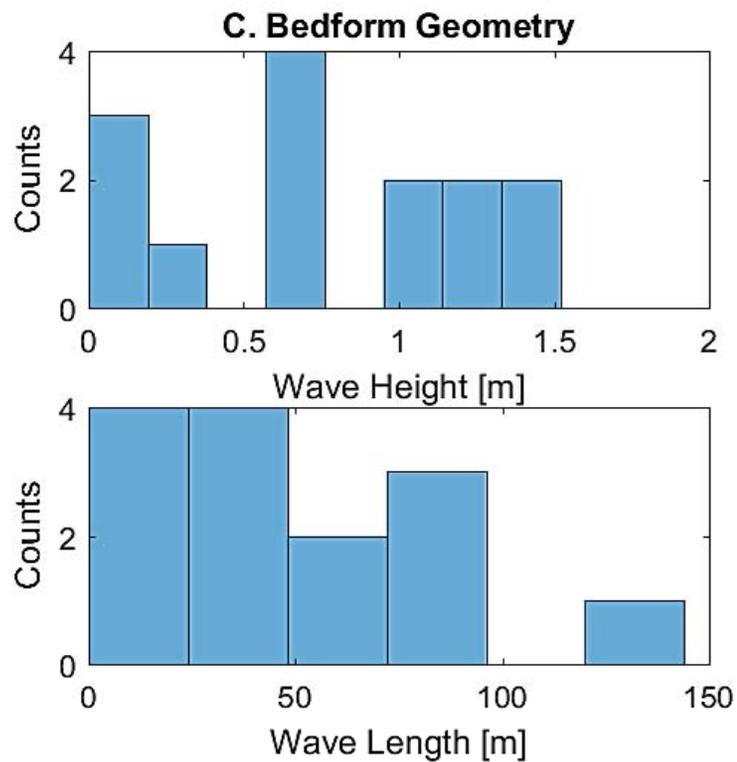 C. Bedform Geometry
4
2
0
Counts
0 0.5 1 1.5 2
Wave Height [m]
4
2
0
Counts
0 50 100 150
Wave Length [m]